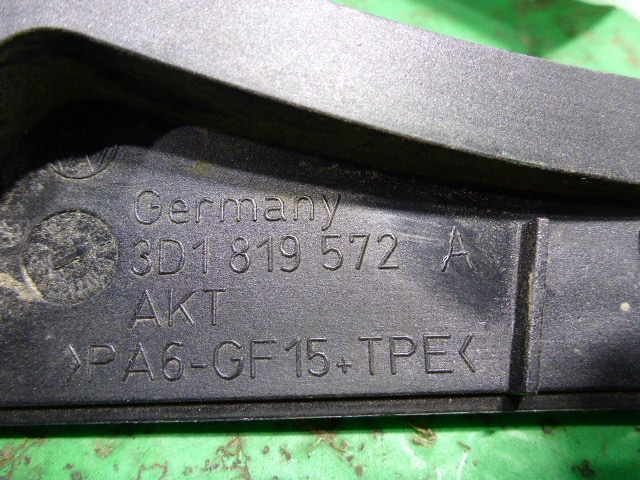 Germany
3D1 819 572 A
AKT
>PA6-GF15+TPE<